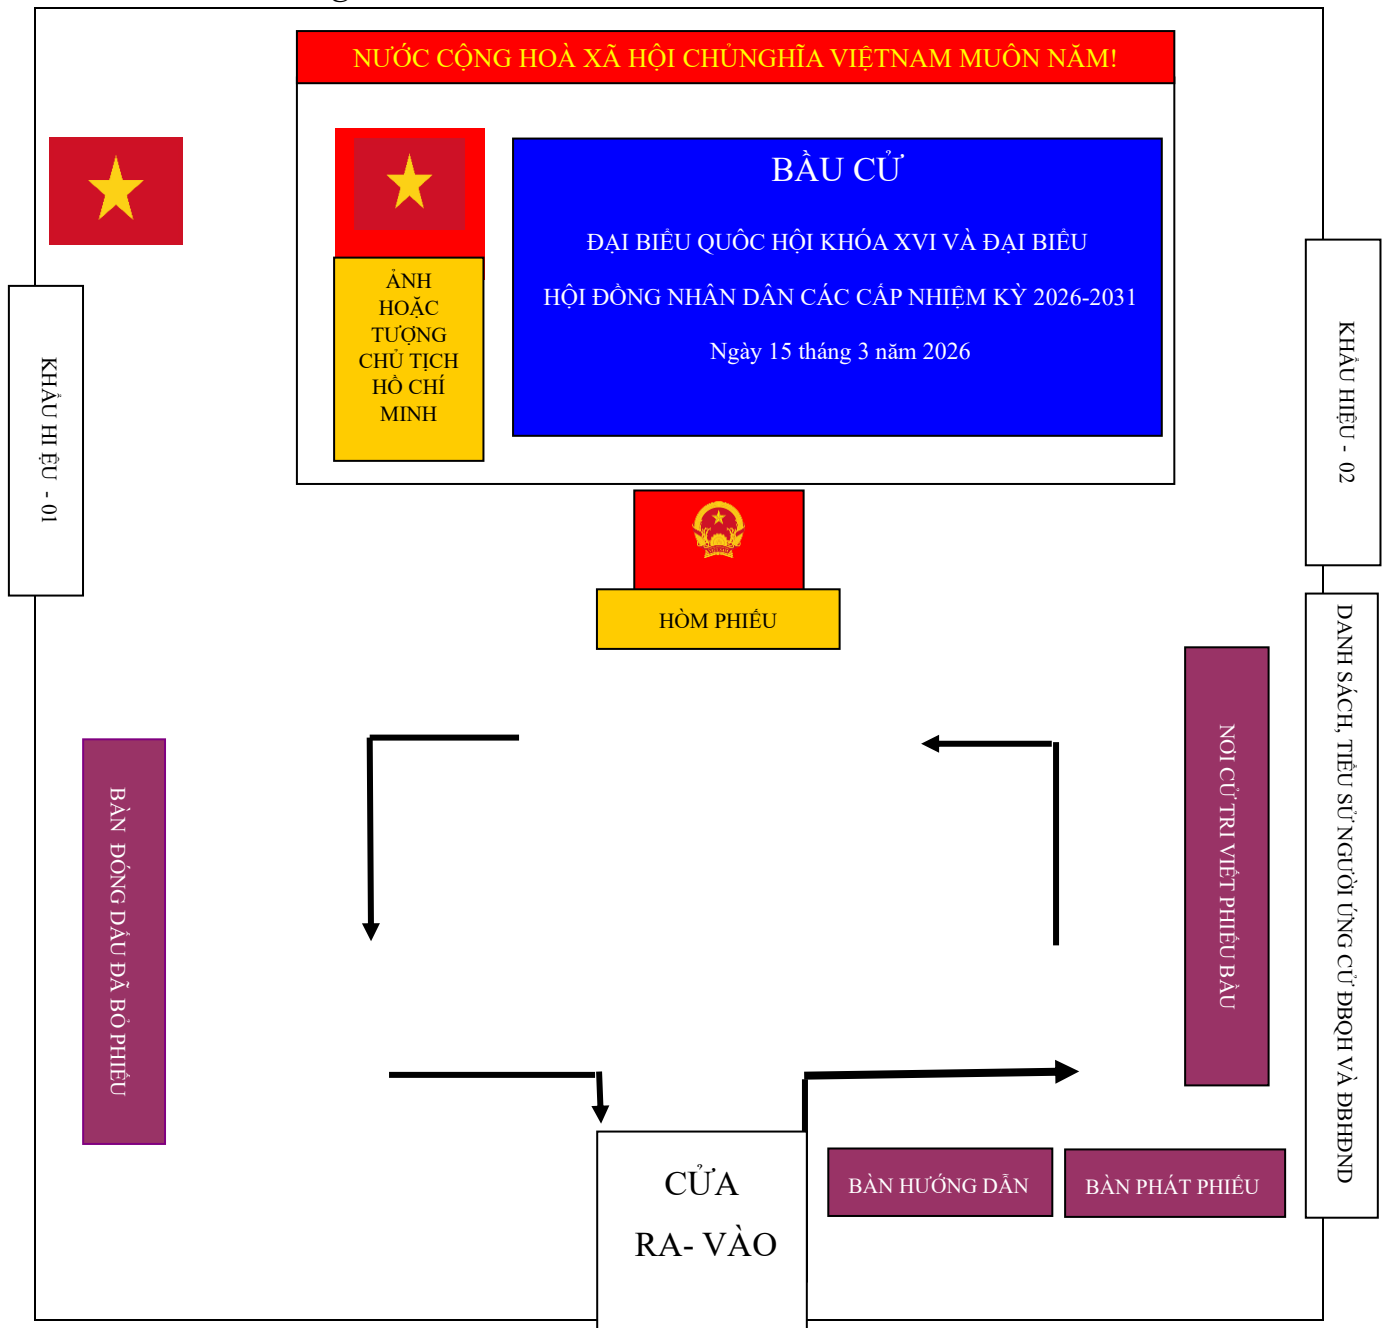 NƯỚC CỘNG HOÀ XÃ HỘI CHỦNGHĨA VIỆTNAM MUÔN NĂM!
BẦU CỬ
ĐẠI BIỂU QUỐC HỘI KHÓA XVI VÀ ĐẠI BIỂU
HỘI ĐỒNG NHÂN DÂN CÁC CẤP NHIỆM KỲ 2026-2031
Ngày 15 tháng 3 năm 2026
ẢNH
HOẶC
TƯỢNG
CHỦ TỊCH
HỒ CHÍ
MINH
KHẨU HI ỆU - 01
KHẨU HIỆU - 02
HÒM PHIẾU
DANH SÁCH, TIỂU SỬ NGƯỜI ỨNG CỬ ĐBQH VÀ ĐBHĐND
NƠI CỬ TRI VIẾT PHIẾU BẦU
BÀN ĐÓNG DẤU ĐÃ BỎ PHIẾU
CỬA
RA- VÀO
BÀN HƯỚNG DẪN
BÀN PHÁT PHIẾU